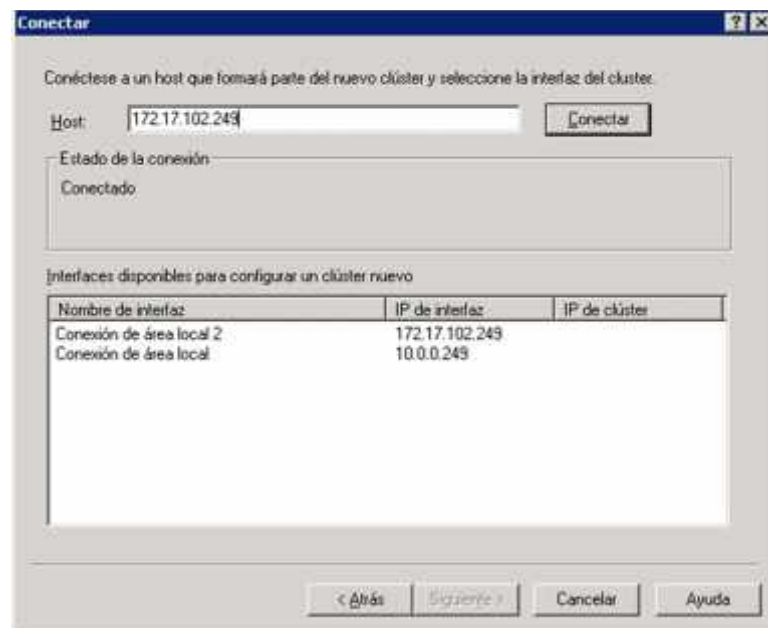 Conectar
Conéctese a un host que formará parte del nuevo clúster y seleccione la interfaz del cluster.
Host: 172.17.102.249 Conectar
Estado de la conexión
Conectado
Interfaces disponibles para configurar un clúster nuevo
Nombre de interfaz IP de interfaz IP de clúster
Conexión de área local 2 172.17.102.249
Conexión de área local 10.0.0.249
< Atrás Siguiente > Cancelar Ayuda